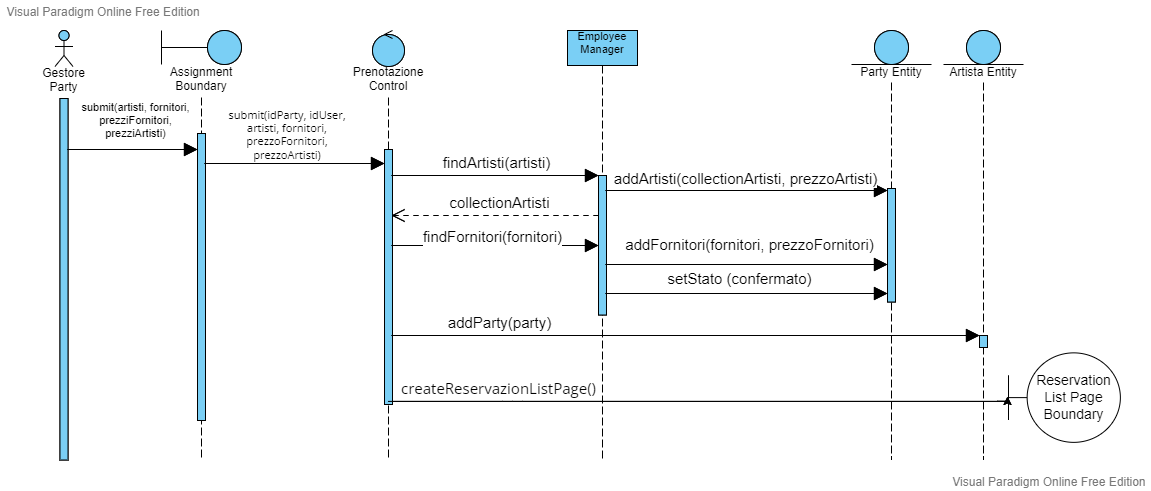 Visual Paradigm Online Free Edition
Gestore
Party
Assignment
Boundary
Prenotazione
Control
Employee
Manager
Party Entity
Artista Entity
submit(artisti, fornitori,
prezziFornitori,
prezziArtisti)
submit(idParty, idUser,
artisti, fornitori,
prezzoFornitori,
prezzoArtisti)
findArtisti(artisti)
addArtisti(collectionArtisti, prezzoArtisti)
collectionArtisti
findFornitori(fornitori)
addFornitori(fornitori, prezzoFornitori)
setStato (confermato)
addParty(party)
createReservazionListPage()
Reservation
List Page
Boundary
Visual Paradigm Online Free Edition